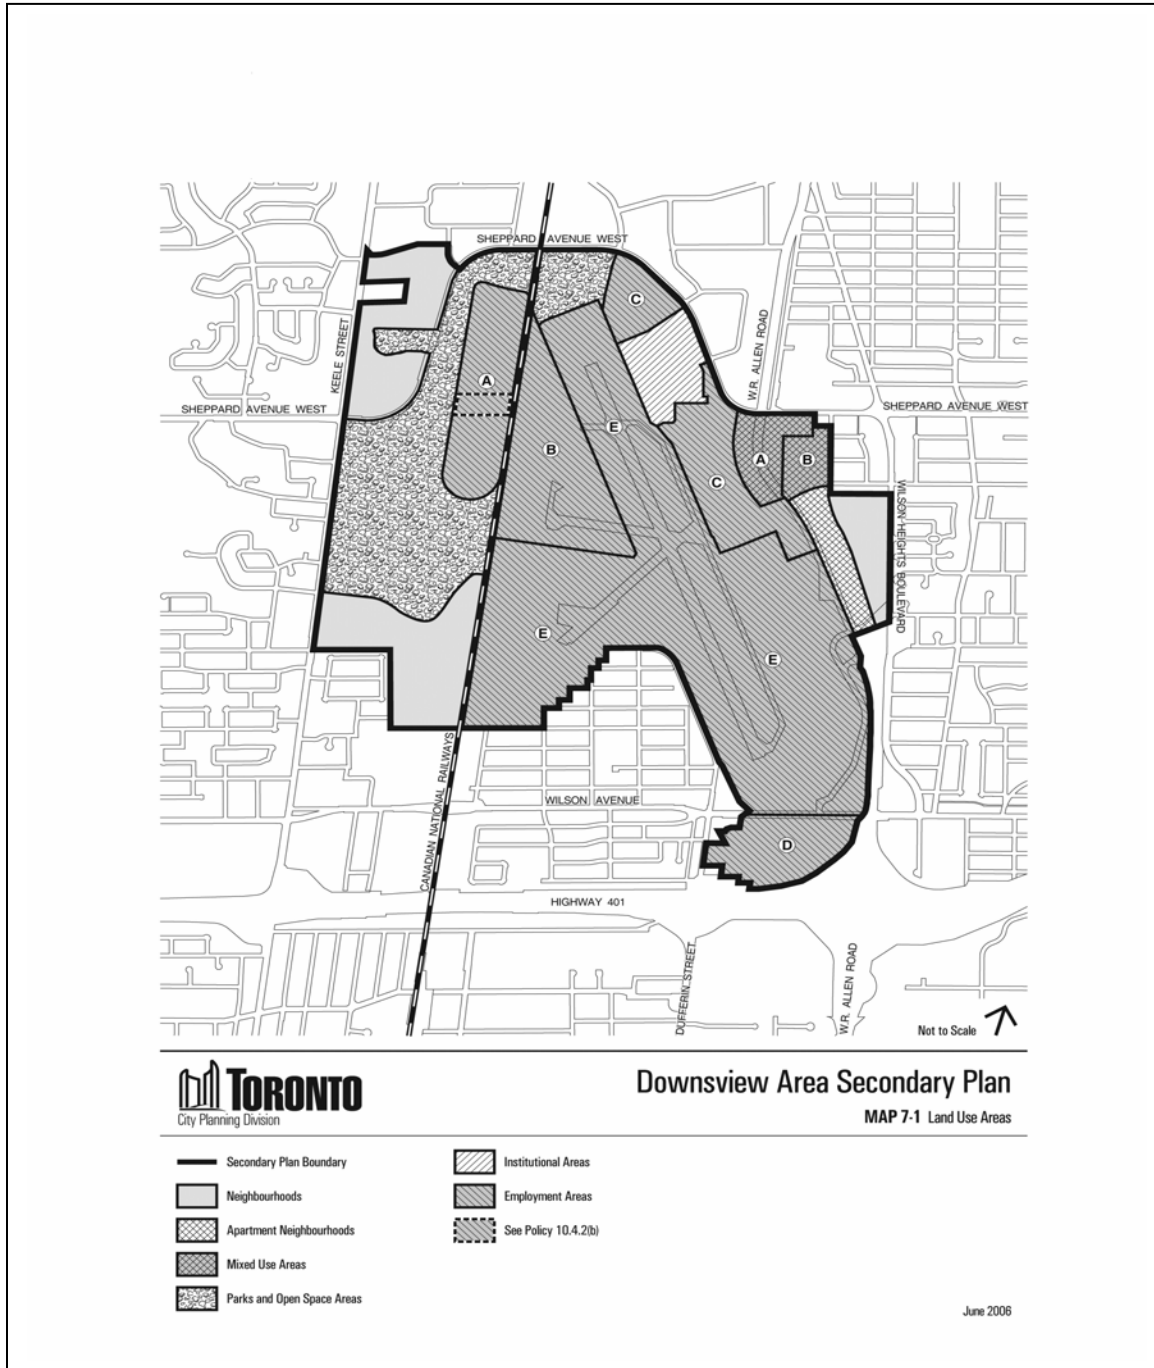 SHEPPARD AVENUE WEST
C
KEELE STREET
W.R. ALLEN ROAD
A
SHEPPARD AVENUE WEST
SHEPPARD AVENUE WEST
E
B
A
B
C
WILSON HEIGHTS BOULEVARD
E
E
CANADIAN NATIONAL RAILWAYS
WILSON AVENUE
D
HIGHWAY 401
DUFFERIN STREET
W.R. ALLEN ROAD
Not to Scale
TORONTO
City Planning Division
Downsview Area Secondary Plan
MAP 7-1 Land Use Areas
Secondary Plan Boundary
Neighbourhoods
Apartment Neighbourhoods
Mixed Use Areas
Parks and Open Space Areas
Institutional Areas
Employment Areas
See Policy 10.4.2(b)
June 2006